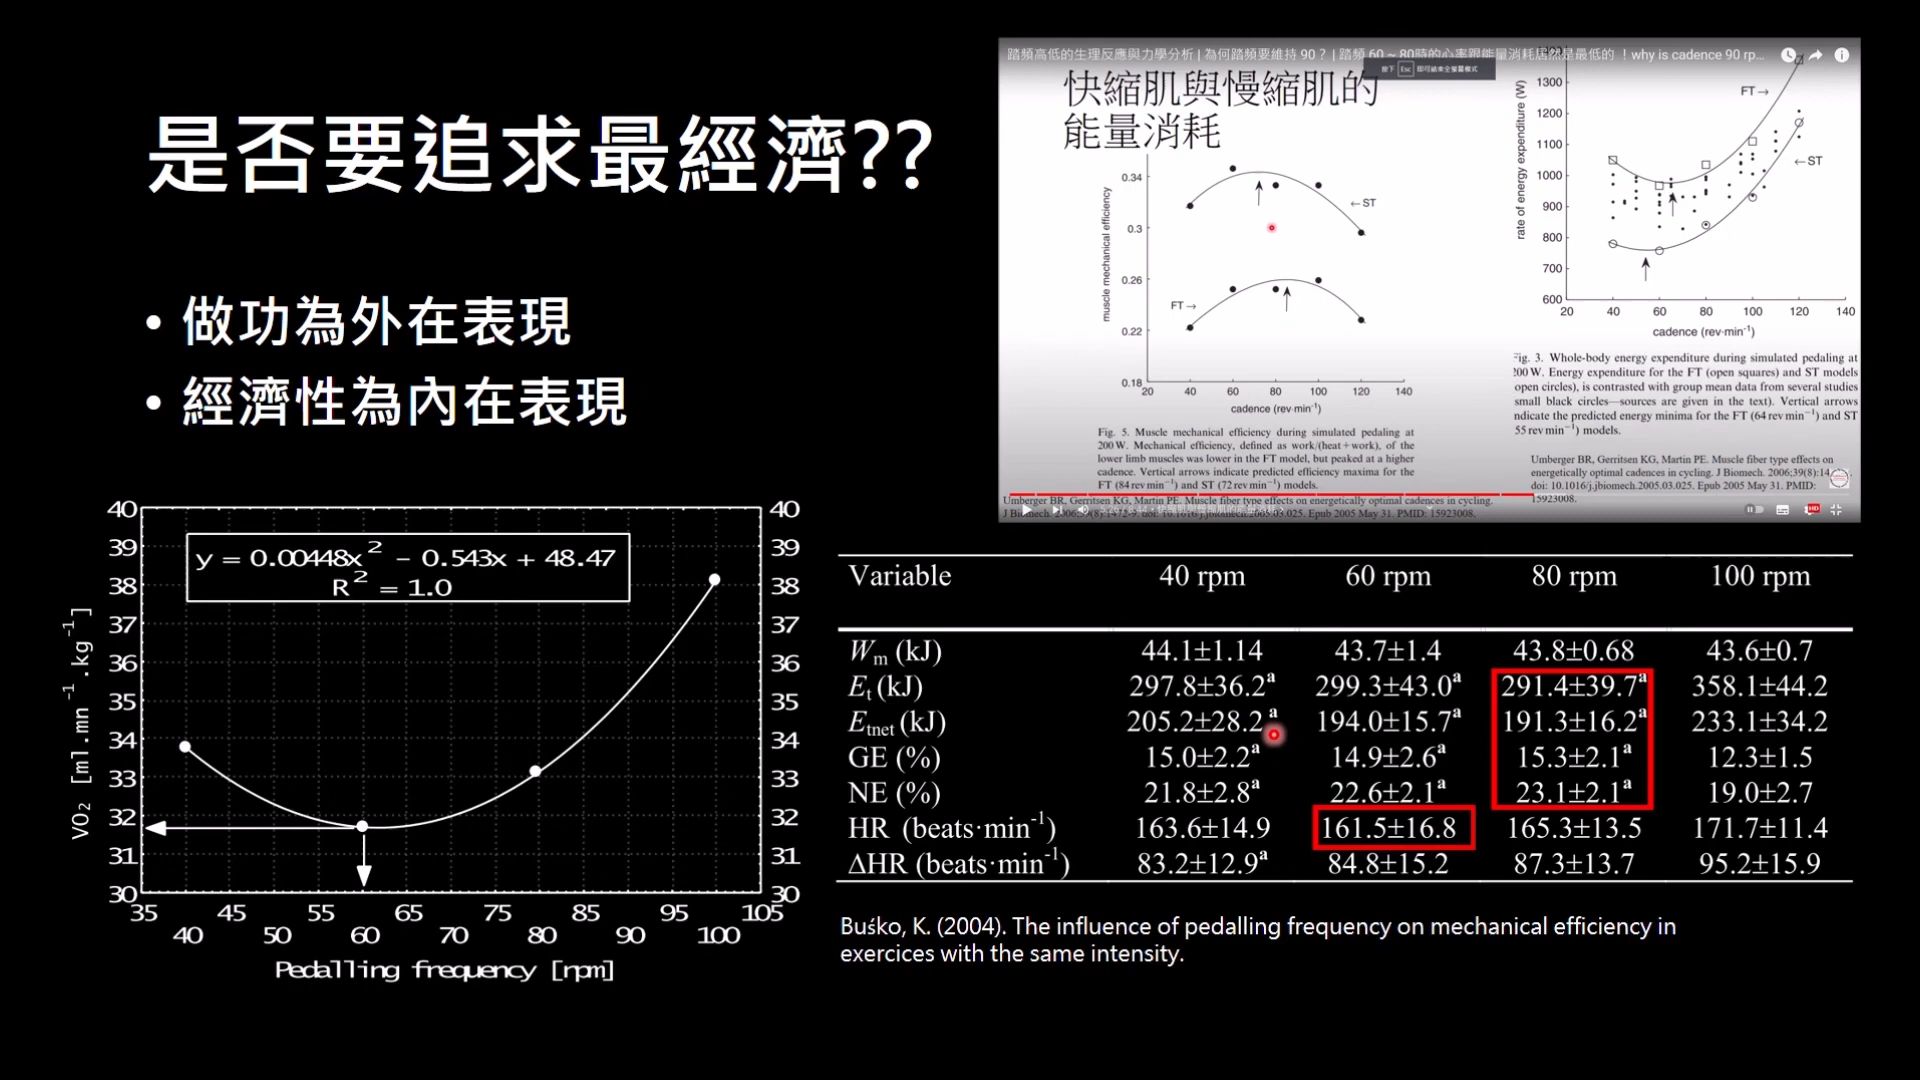 是否要追求最經濟??
• 做功為外在表現
• 經濟性為內在表現
踏頻高低的生理反應與力學分析 | 為何踏頻要維持 90？ | 踏頻 60 ~ 80時的心率跟能量消耗居然是最低的 ！why is cadence 90 rp...
按下 Esc 即可結束全螢幕模式
快縮肌與慢縮肌的
能量消耗
muscle mechanical efficiency
0.34
0.3
0.26
0.22
0.18
←ST
FT→
20 40 60 80 100 120 140
cadence (rev·min⁻¹)
Fig. 5. Muscle mechanical efficiency during simulated pedaling at
200 W. Mechanical efficiency, defined as work/(heat + work), of the
lower limb muscles was lower in the FT model, but peaked at a higher
cadence. Vertical arrows indicate predicted efficiency maxima for the
FT (84 rev min⁻¹) and ST (72 rev min⁻¹) models.
Umberger BR, Gerritsen KG, Martin PE. Muscle fiber type effects on energetically optimal cadences in cycling.
J Biomech. 2006;39(8):1472-9. doi: 10.1016/j.jbiomech.2005.03.025. Epub 2005 May 31. PMID: 15923008.
rate of energy expenditure (W)
1300
1200
1100
1000
900
800
700
600
FT→
←ST
20 40 60 80 100 120 140
cadence (rev·min⁻¹)
Fig. 3. Whole-body energy expenditure during simulated pedaling at
200 W. Energy expenditure for the FT (open squares) and ST models
open circles), is contrasted with group mean data from several studies
small black circles—sources are given in the text). Vertical arrows
ndicate the predicted energy minima for the FT (64 rev min⁻¹) and ST
55 rev min⁻¹) models.
Umberger BR, Gerritsen KG, Martin PE. Muscle fiber type effects on
energetically optimal cadences in cycling. J Biomech. 2006;39(8):14
doi: 10.1016/j.jbiomech.2005.03.025. Epub 2005 May 31. PMID:
15923008.
HD
y = 0.00448x² − 0.543x + 48.47
R² = 1.0
VO₂ [ml.mn⁻¹.kg⁻¹]
40 40
39 39
38 38
37 37
36 36
35 35
34 34
33 33
32 32
31 31
30 30
35 45 55 65 75 85 95 105
40 50 60 70 80 90 100
Pedalling frequency [rpm]
Variable 40 rpm 60 rpm 80 rpm 100 rpm
Wm (kJ) 44.1±1.14 43.7±1.4 43.8±0.68 43.6±0.7
Et (kJ) 297.8±36.2ᵃ 299.3±43.0ᵃ 291.4±39.7ᵃ 358.1±44.2
Etnet (kJ) 205.2±28.2ᵃ 194.0±15.7ᵃ 191.3±16.2ᵃ 233.1±34.2
GE (%) 15.0±2.2ᵃ 14.9±2.6ᵃ 15.3±2.1ᵃ 12.3±1.5
NE (%) 21.8±2.8ᵃ 22.6±2.1ᵃ 23.1±2.1ᵃ 19.0±2.7
HR (beats·min⁻¹) 163.6±14.9 161.5±16.8 165.3±13.5 171.7±11.4
ΔHR (beats·min⁻¹) 83.2±12.9ᵃ 84.8±15.2 87.3±13.7 95.2±15.9
Buśko, K. (2004). The influence of pedalling frequency on mechanical efficiency in
exercices with the same intensity.